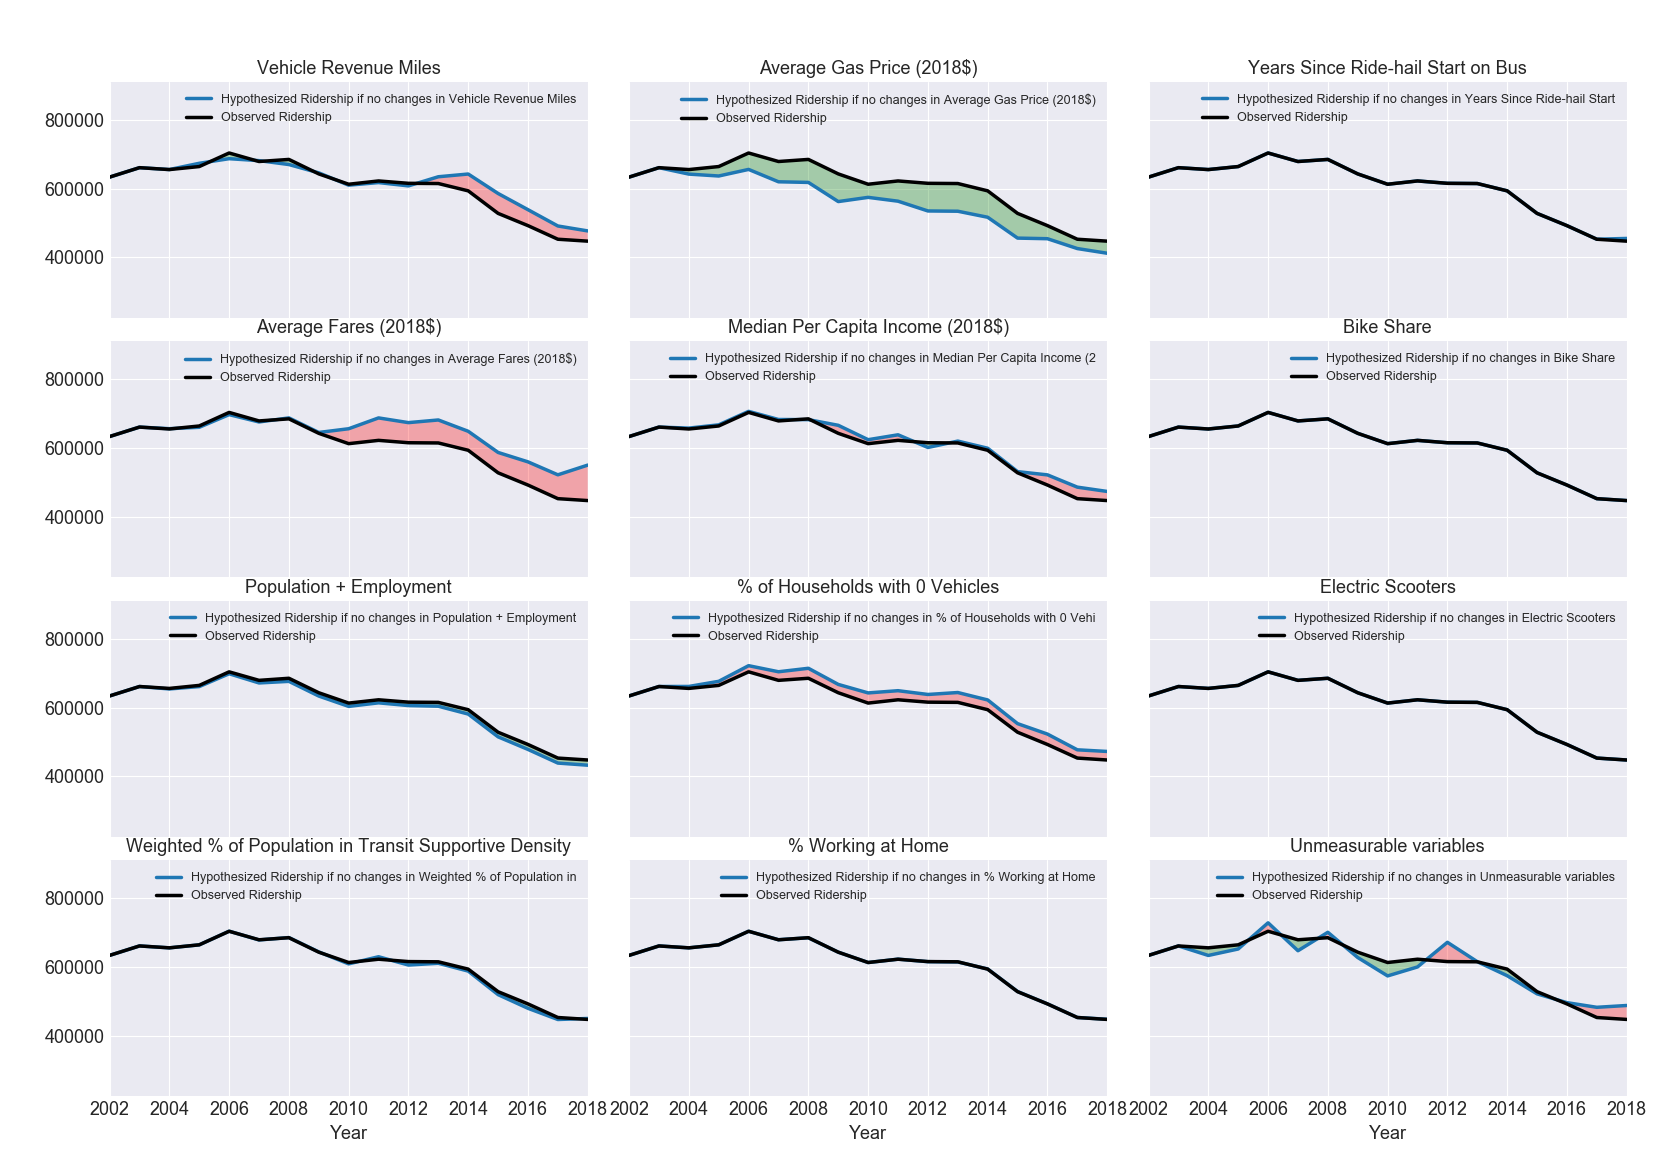 Vehicle Revenue Miles
Hypothesized Ridership if no changes in Vehicle Revenue Miles
Observed Ridership
800000
600000
400000
Average Gas Price (2018$)
Hypothesized Ridership if no changes in Average Gas Price (2018$)
Observed Ridership
Years Since Ride-hail Start on Bus
Hypothesized Ridership if no changes in Years Since Ride-hail Start
Observed Ridership
Average Fares (2018$)
Hypothesized Ridership if no changes in Average Fares (2018$)
Observed Ridership
800000
600000
400000
Median Per Capita Income (2018$)
Hypothesized Ridership if no changes in Median Per Capita Income (2
Observed Ridership
Bike Share
Hypothesized Ridership if no changes in Bike Share
Observed Ridership
Population + Employment
Hypothesized Ridership if no changes in Population + Employment
Observed Ridership
800000
600000
400000
% of Households with 0 Vehicles
Hypothesized Ridership if no changes in % of Households with 0 Vehi
Observed Ridership
Electric Scooters
Hypothesized Ridership if no changes in Electric Scooters
Observed Ridership
Weighted % of Population in Transit Supportive Density
Hypothesized Ridership if no changes in Weighted % of Population in
Observed Ridership
800000
600000
400000
2002 2004 2006 2008 2010 2012 2014 2016 2018
Year
% Working at Home
Hypothesized Ridership if no changes in % Working at Home
Observed Ridership
2002 2004 2006 2008 2010 2012 2014 2016 2018
Year
Unmeasurable variables
Hypothesized Ridership if no changes in Unmeasurable variables
Observed Ridership
2002 2004 2006 2008 2010 2012 2014 2016 2018
Year